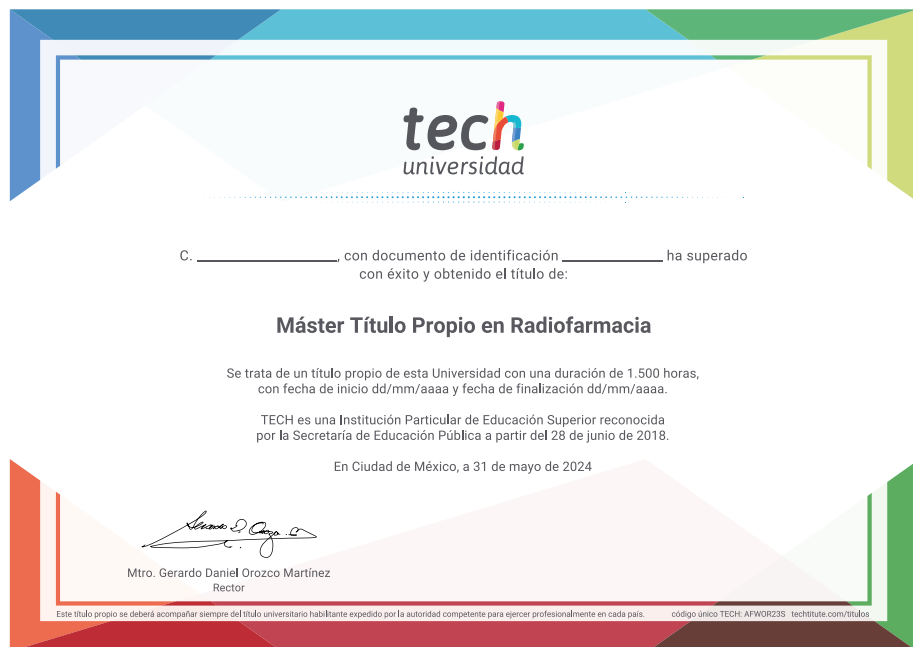 tech
universidad
C. ____________________, con documento de identificación ______________ ha superado
con éxito y obtenido el título de:
Máster Título Propio en Radiofarmacia
Se trata de un título propio de esta Universidad con una duración de 1.500 horas,
con fecha de inicio dd/mm/aaaa y fecha de finalización dd/mm/aaaa.
TECH es una Institución Particular de Educación Superior reconocida
por la Secretaría de Educación Pública a partir del 28 de junio de 2018.
En Ciudad de México, a 31 de mayo de 2024
Mtro. Gerardo Daniel Orozco Martínez
Rector
Este título propio se deberá acompañar siempre del título universitario habilitante expedido por la autoridad competente para ejercer profesionalmente en cada país. código único TECH: AFWOR23S techtitute.com/titulos